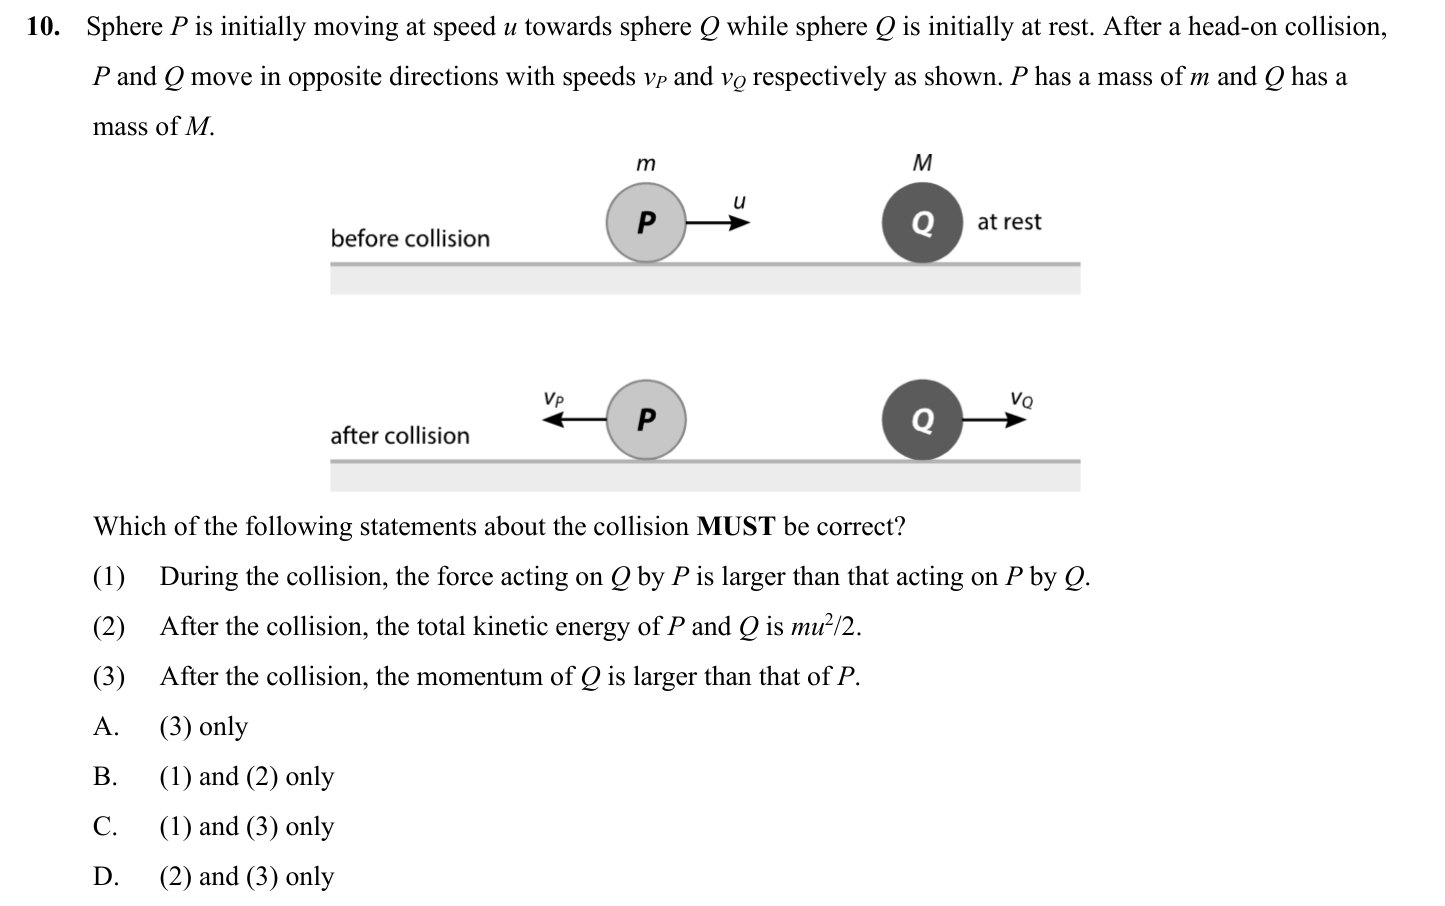 10. Sphere P is initially moving at speed u towards sphere Q while sphere Q is initially at rest. After a head-on collision,
P and Q move in opposite directions with speeds vP and vQ respectively as shown. P has a mass of m and Q has a
mass of M.
m M
u
P Q at rest
before collision
vP vQ
P Q
after collision
Which of the following statements about the collision MUST be correct?
(1) During the collision, the force acting on Q by P is larger than that acting on P by Q.
(2) After the collision, the total kinetic energy of P and Q is mu²/2.
(3) After the collision, the momentum of Q is larger than that of P.
A. (3) only
B. (1) and (2) only
C. (1) and (3) only
D. (2) and (3) only